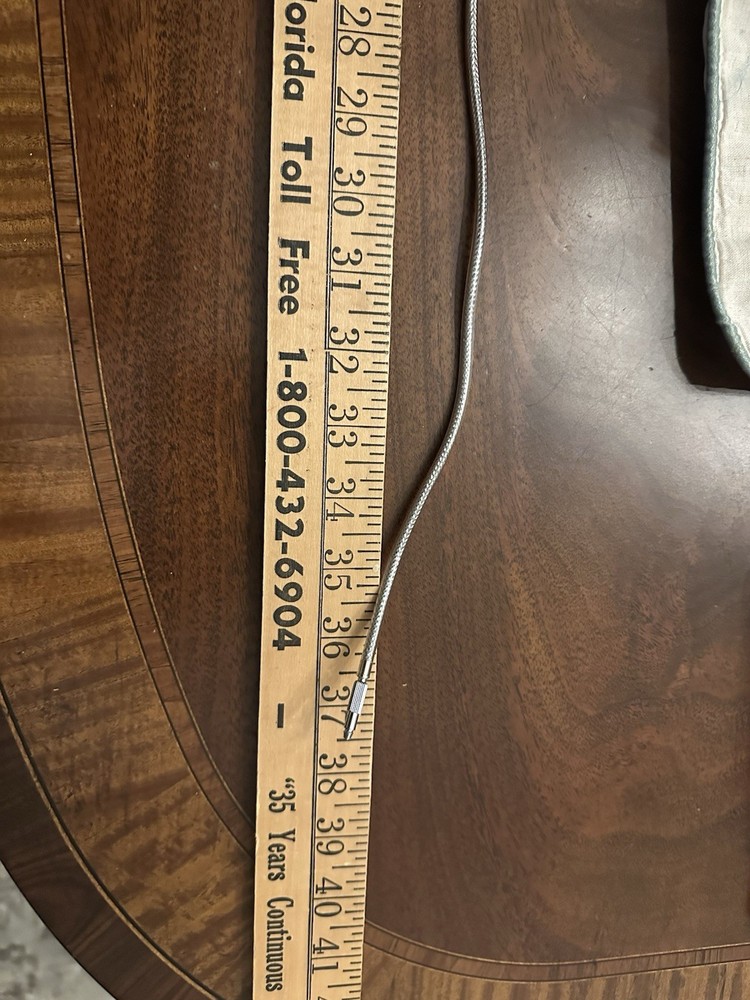 orida Toll Free 1-800-432-6904 — "35 Years Continuous
28 29 30 31 32 33 34 35 36 37 38 39 40 41